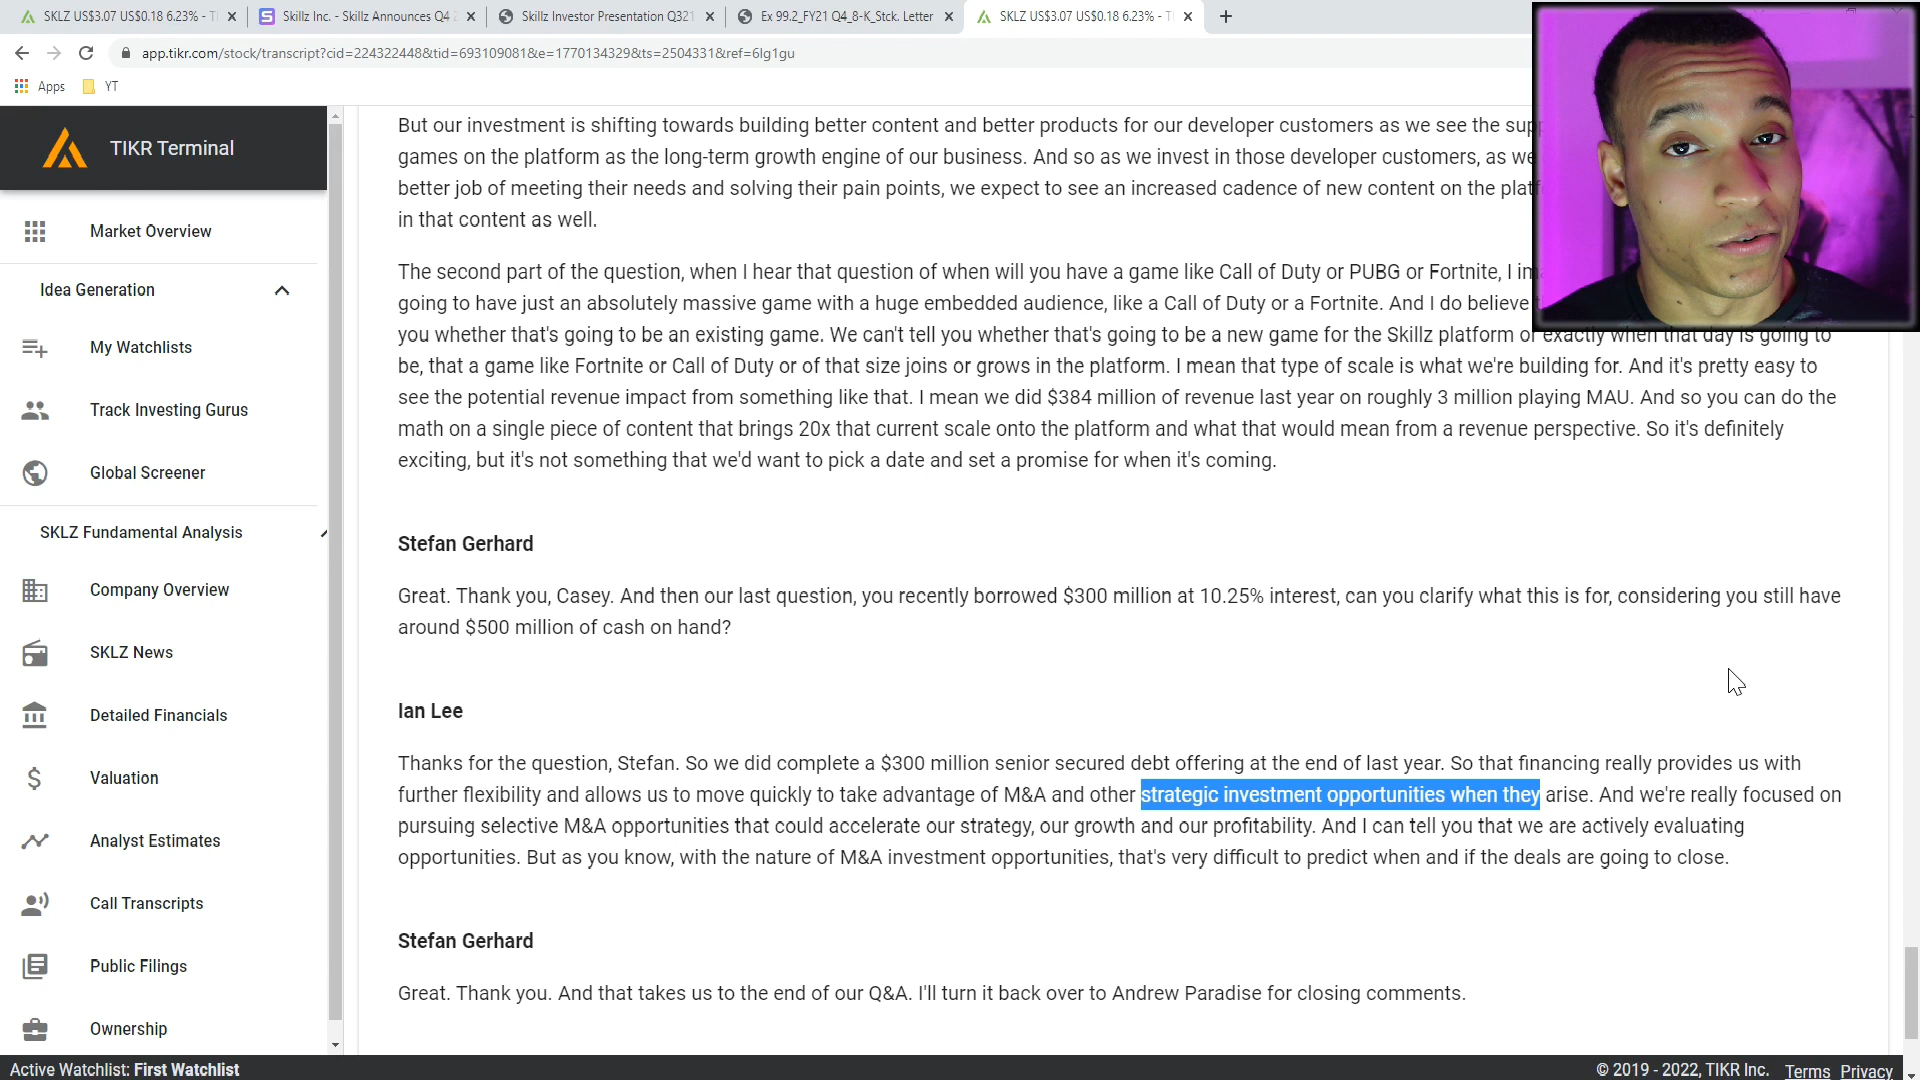 SKLZ US$3.07 US$0.18 6.23% - T
Skillz Inc. - Skillz Announces Q4
Skillz Investor Presentation Q321
Ex 99.2_FY21 Q4_8-K_Stck. Letter
SKLZ US$3.07 US$0.18 6.23% -
app.tikr.com/stock/transcript?cid=224322448&tid=693109081&e=1770134329&ts=2504331&ref=6lg1gu
Apps
YT
TIKR Terminal
Market Overview
Idea Generation
My Watchlists
Track Investing Gurus
Global Screener
SKLZ Fundamental Analysis
Company Overview
SKLZ News
Detailed Financials
Valuation
Analyst Estimates
Call Transcripts
Public Filings
Ownership
But our investment is shifting towards building better content and better products for our developer customers as we see the
games on the platform as the long-term growth engine of our business. And so as we invest in those developer customers, as we
better job of meeting their needs and solving their pain points, we expect to see an increased cadence of new content on the
in that content as well.
The second part of the question, when I hear that question of when will you have a game like Call of Duty or PUBG or Fortnite, I
going to have just an absolutely massive game with a huge embedded audience, like a Call of Duty or a Fortnite. And I do believe
you whether that's going to be an existing game. We can't tell you whether that's going to be a new game for the Skillz platform or exactly when that day is going to
be, that a game like Fortnite or Call of Duty or of that size joins or grows in the platform. I mean that type of scale is what we're building for. And it's pretty easy to
see the potential revenue impact from something like that. I mean we did $384 million of revenue last year on roughly 3 million playing MAU. And so you can do the
math on a single piece of content that brings 20x that current scale onto the platform and what that would mean from a revenue perspective. So it's definitely
exciting, but it's not something that we'd want to pick a date and set a promise for when it's coming.
Stefan Gerhard
Great. Thank you, Casey. And then our last question, you recently borrowed $300 million at 10.25% interest, can you clarify what this is for, considering you still have
around $500 million of cash on hand?
Ian Lee
Thanks for the question, Stefan. So we did complete a $300 million senior secured debt offering at the end of last year. So that financing really provides us with
further flexibility and allows us to move quickly to take advantage of M&A and other strategic investment opportunities when they arise. And we're really focused on
pursuing selective M&A opportunities that could accelerate our strategy, our growth and our profitability. And I can tell you that we are actively evaluating
opportunities. But as you know, with the nature of M&A investment opportunities, that's very difficult to predict when and if the deals are going to close.
Stefan Gerhard
Great. Thank you. And that takes us to the end of our Q&A. I'll turn it back over to Andrew Paradise for closing comments.
Active Watchlist: First Watchlist
© 2019 - 2022, TIKR Inc. Terms Privacy